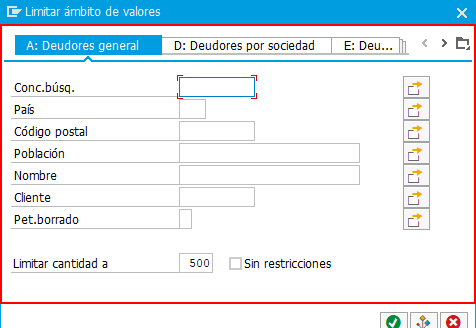 Limitar ámbito de valores
A: Deudores general
D: Deudores por sociedad
E: Deu...
Conc.búsq.
País
Código postal
Población
Nombre
Cliente
Pet.borrado
Limitar cantidad a 500 Sin restricciones